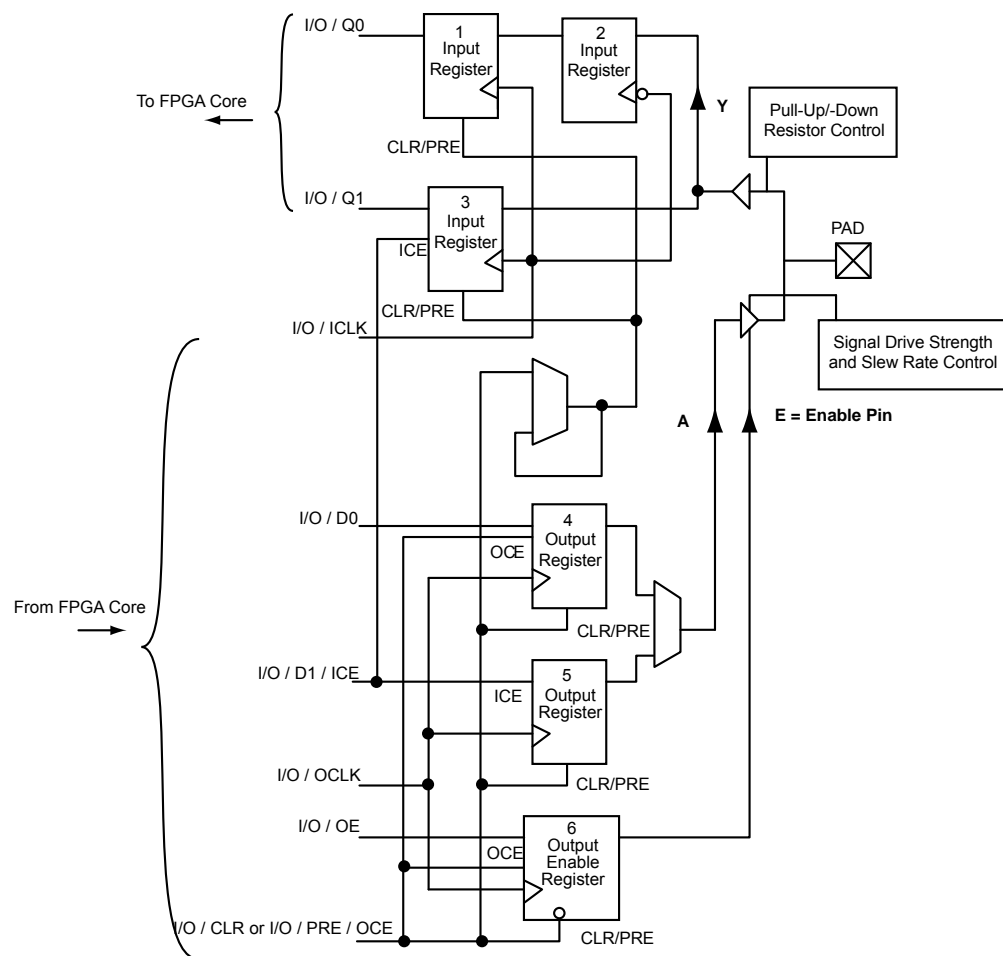 I/O / Q0
1
Input
Register
2
Input
Register
To FPGA Core
Y
Pull-Up/-Down
Resistor Control
CLR/PRE
I/O / Q1
3
Input
Register
ICE
PAD
CLR/PRE
I/O / ICLK
Signal Drive Strength
and Slew Rate Control
A
E = Enable Pin
I/O / D0
4
Output
Register
OCE
From FPGA Core
CLR/PRE
I/O / D1 / ICE
5
Output
Register
ICE
I/O / OCLK
CLR/PRE
I/O / OE
6
Output
Enable
Register
OCE
I/O / CLR or I/O / PRE / OCE
CLR/PRE